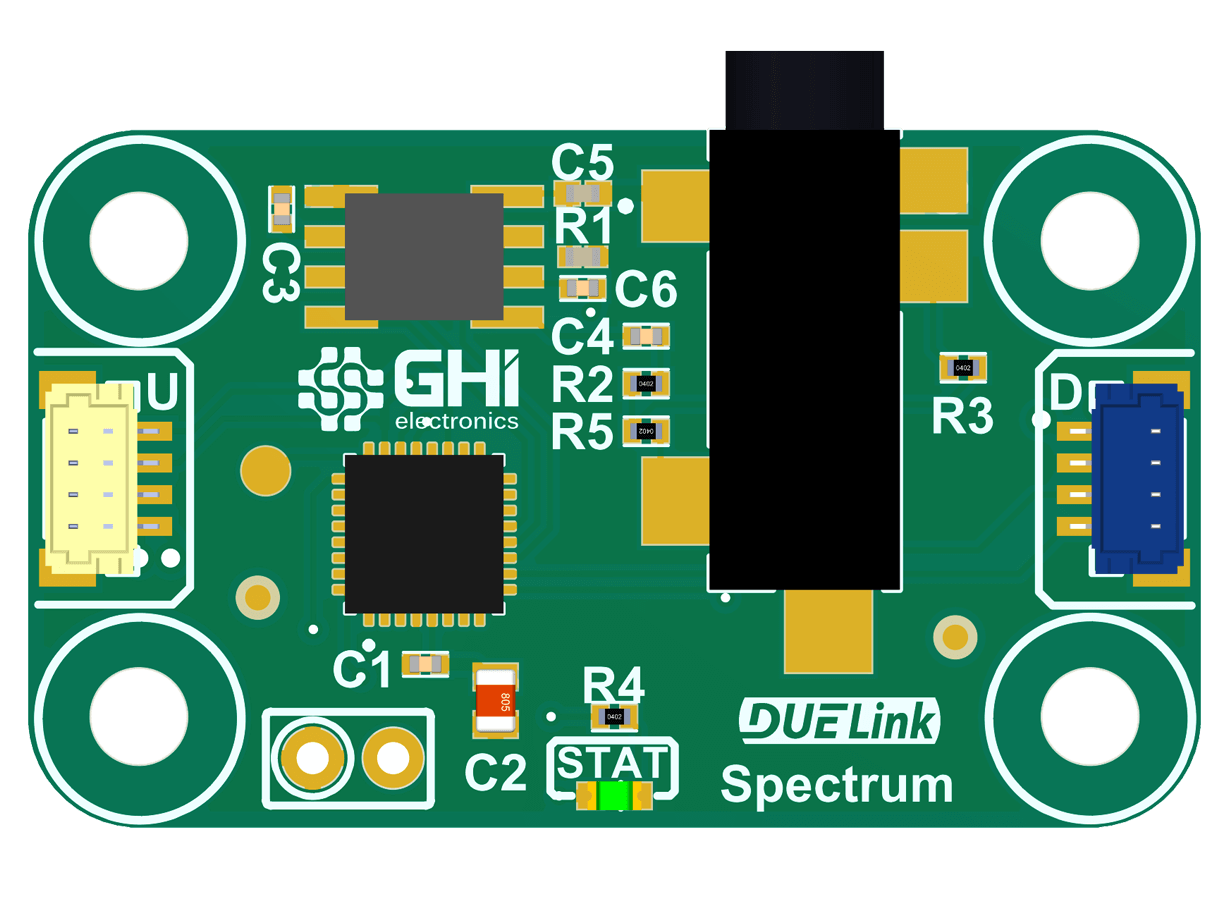 C5
R1
C3
C6
C4
GHI
electronics
R2
R5
0402
0402
0402
U
D
R3
C1
C2
805
R4
0402
STAT
DUELink
Spectrum